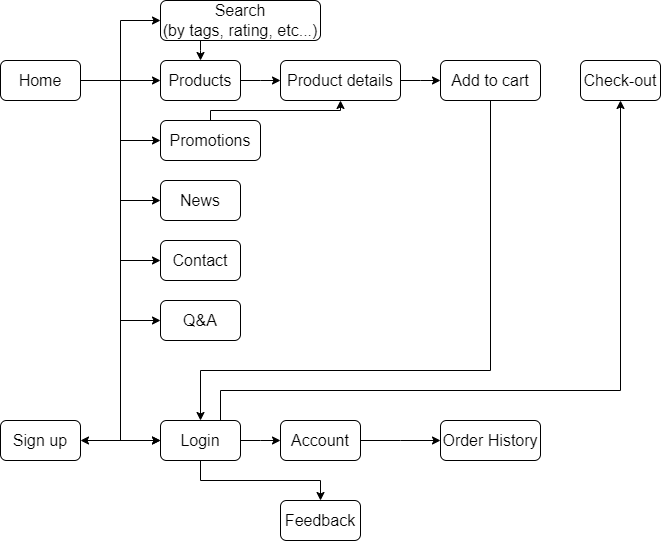 Search
(by tags, rating, etc...)
Home
Products
Product details
Add to cart
Check-out
Promotions
News
Contact
Q&A
Sign up
Login
Account
Order History
Feedback